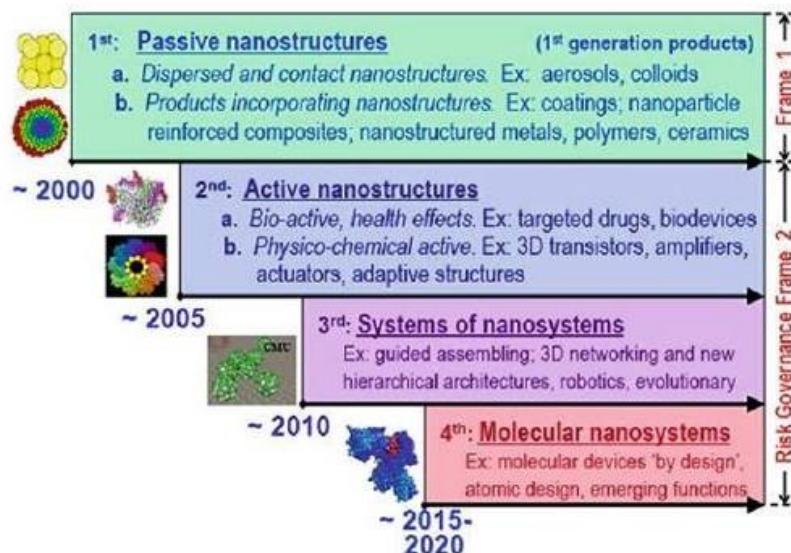 1st: Passive nanostructures (1st generation products)
a. Dispersed and contact nanostructures. Ex: aerosols, colloids
b. Products incorporating nanostructures. Ex: coatings; nanoparticle
reinforced composites; nanostructured metals, polymers, ceramics
~ 2000
2nd: Active nanostructures
a. Bio-active, health effects. Ex: targeted drugs, biodevices
b. Physico-chemical active. Ex: 3D transistors, amplifiers,
actuators, adaptive structures
~ 2005
CMU
3rd: Systems of nanosystems
Ex: guided assembling; 3D networking and new
hierarchical architectures, robotics, evolutionary
~ 2010
4th: Molecular nanosystems
Ex: molecular devices 'by design',
atomic design, emerging functions
~ 2015-
2020
Frame 1
Risk Governance Frame 2